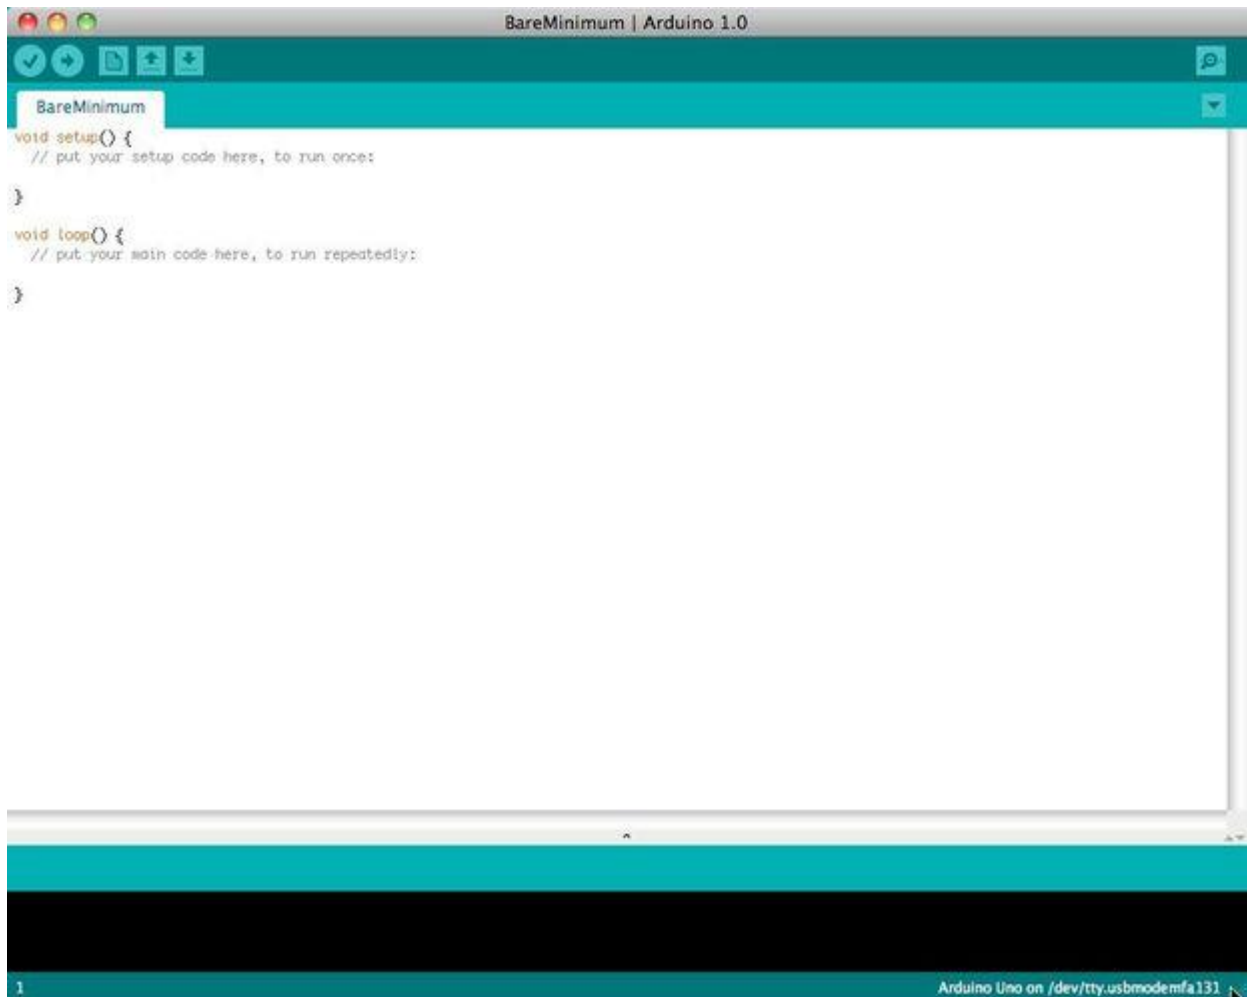 BareMinimum | Arduino 1.0
BareMinimum
void setup() {
  // put your setup code here, to run once:
}
void loop() {
  // put your main code here, to run repeatedly:
}
1
Arduino Uno on /dev/tty.usbmodemfa131